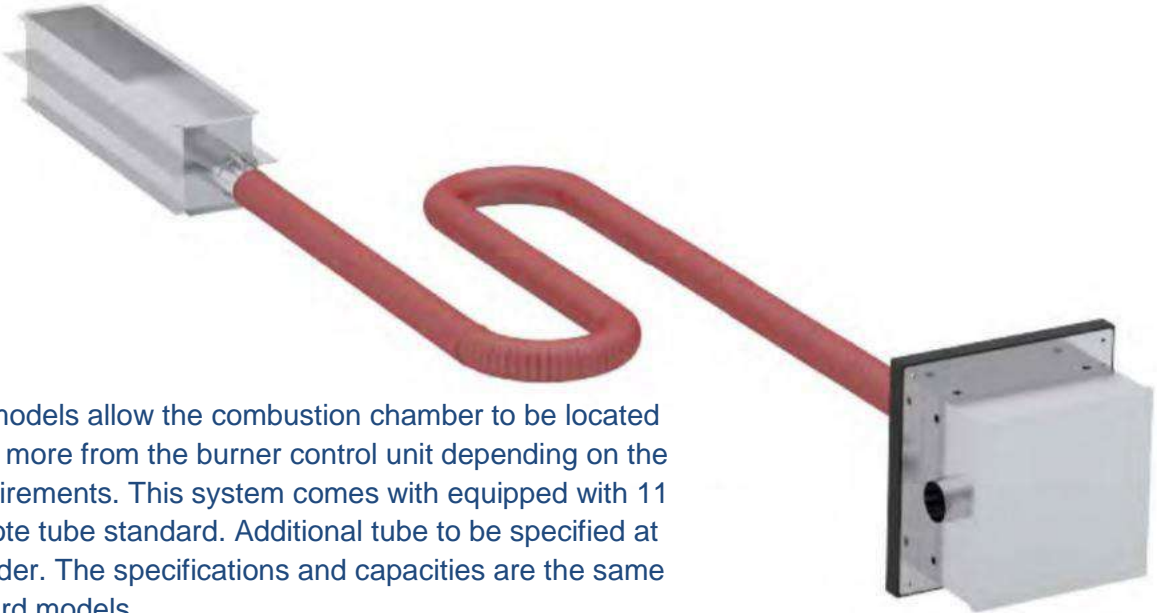 models allow the combustion chamber to be located
more from the burner control unit depending on the
irements. This system comes with equipped with 11
ote tube standard. Additional tube to be specified at
der. The specifications and capacities are the same
rd models